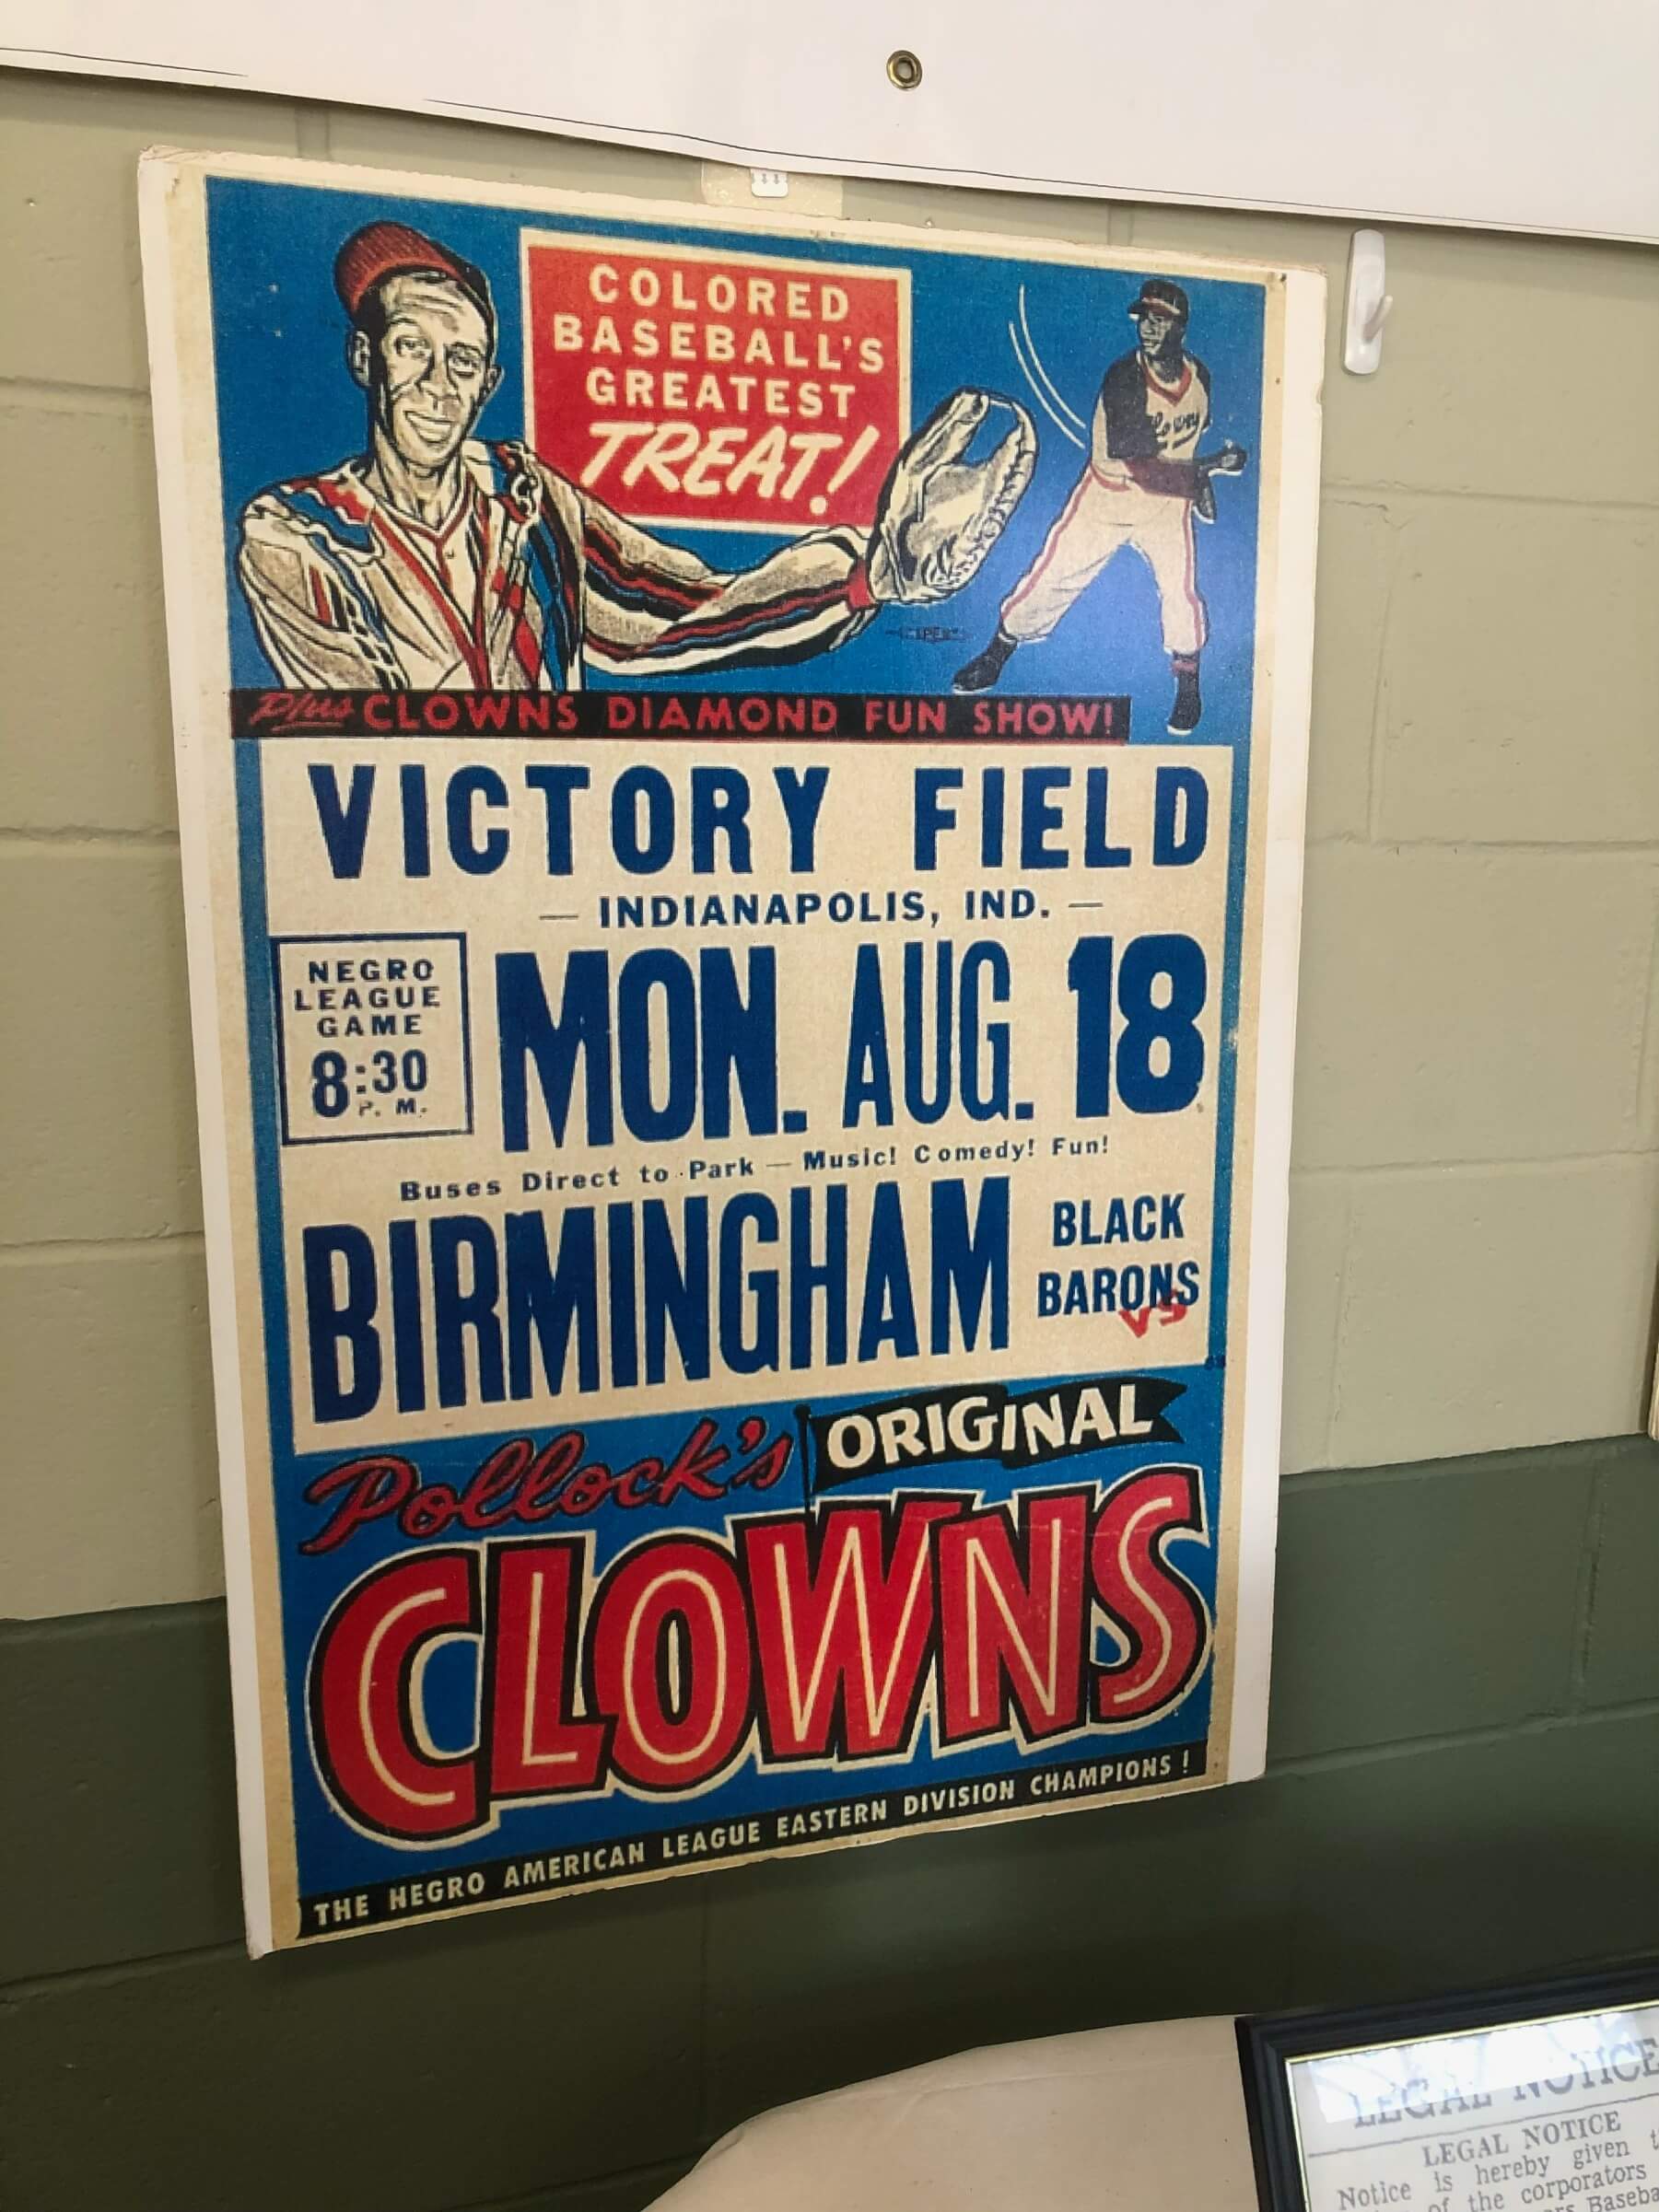 COLORED
BASEBALL'S
GREATEST
TREAT!
Clowns
Plus CLOWNS DIAMOND FUN SHOW!
VICTORY FIELD
— INDIANAPOLIS, IND. —
NEGRO
LEAGUE
GAME
8:30
P. M.
MON. AUG. 18
Buses Direct to Park — Music! Comedy! Fun!
BIRMINGHAM
BLACK
BARONS
VS
Pollock's ORIGINAL
CLOWNS
THE NEGRO AMERICAN LEAGUE EASTERN DIVISION CHAMPIONS!
LEGAL NOTICE
LEGAL NOTICE
Notice is hereby given
of the corporators